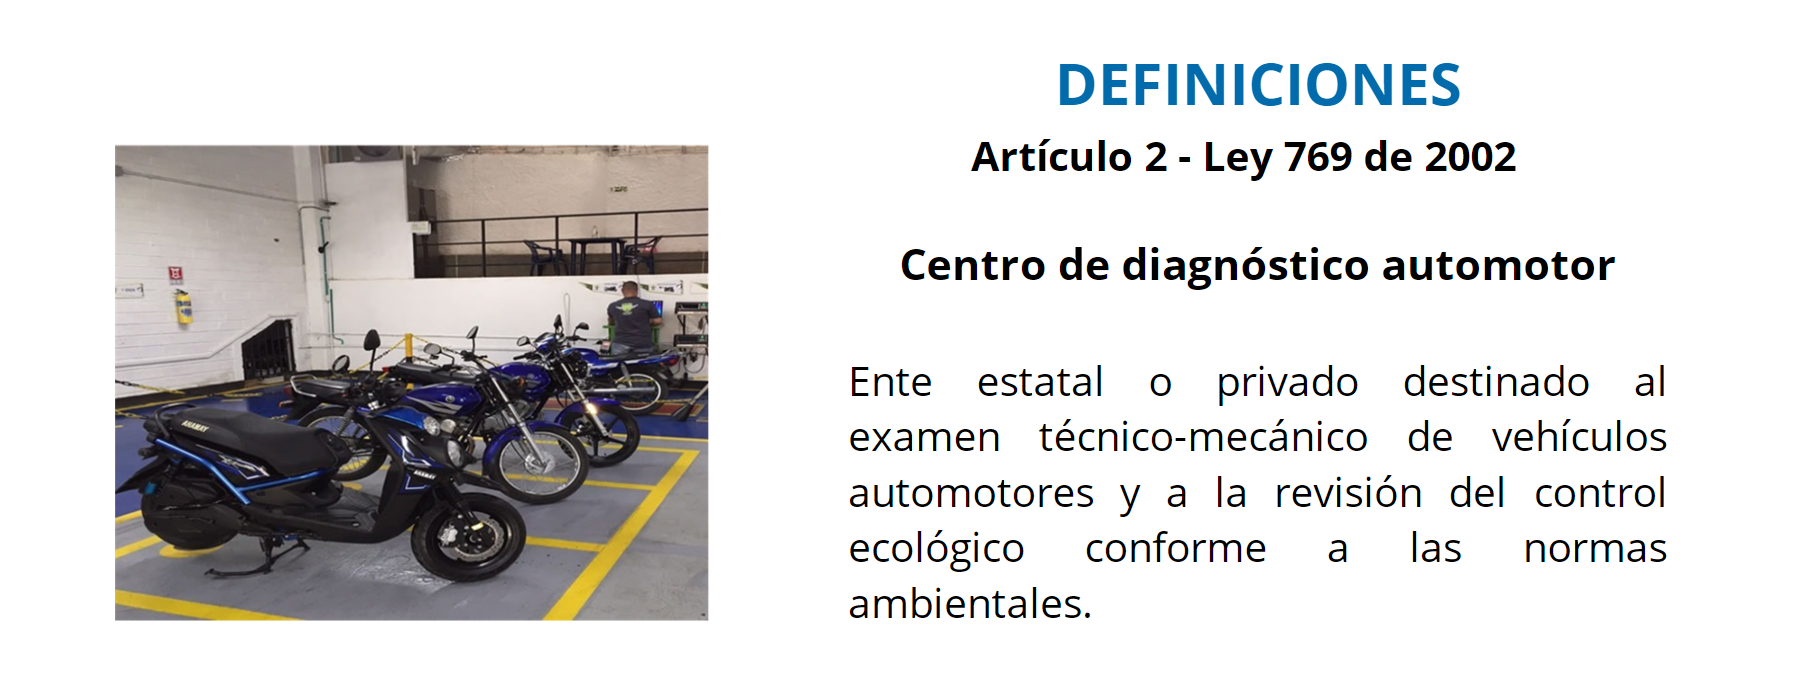 DEFINICIONES
Artículo 2 - Ley 769 de 2002
Centro de diagnóstico automotor
Ente estatal o privado destinado al
examen técnico-mecánico de vehículos
automotores y a la revisión del control
ecológico conforme a las normas
ambientales.